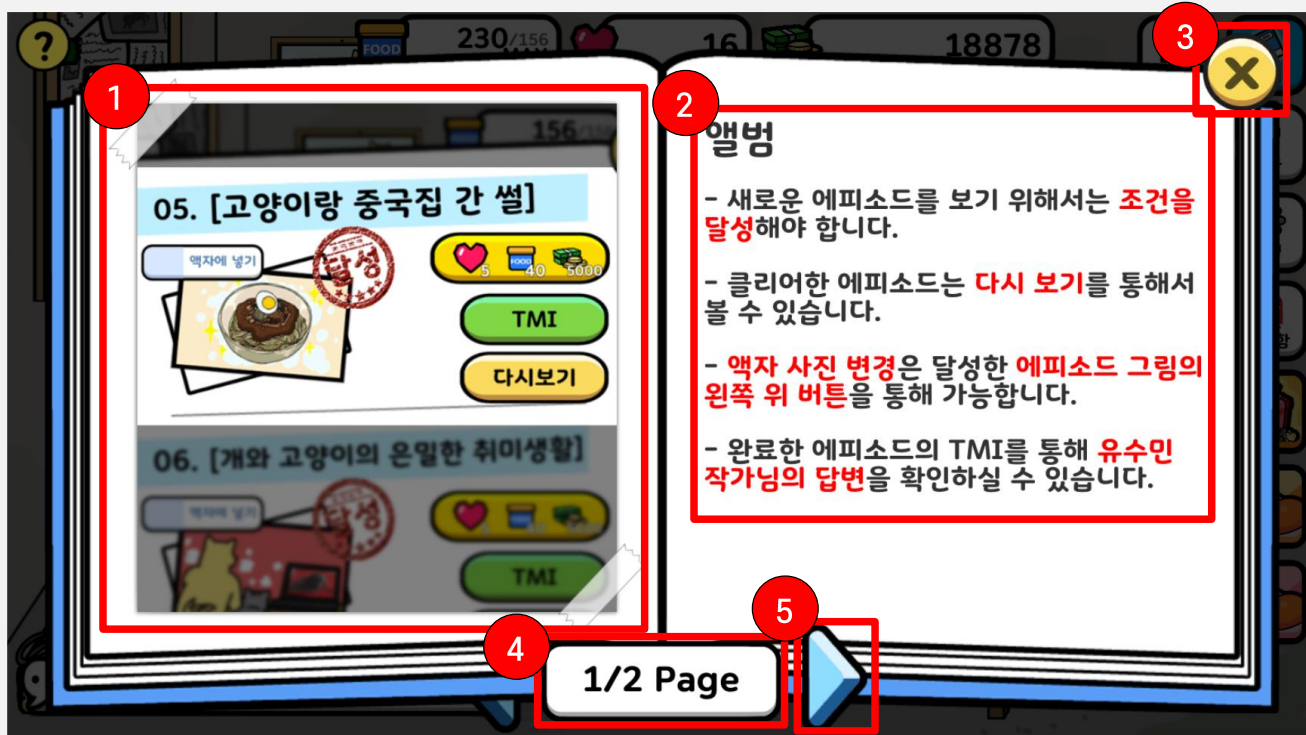 ?
FOOD
230/156
16
18878
3
1
2
156/156
05. [고양이랑 중국집 간 썰]
액자에 넣기
달성
5
FOOD
40
5000
TMI
다시보기
06. [개와 고양이의 은밀한 취미생활]
액자에 넣기
달성
TMI
앨범
- 새로운 에피소드를 보기 위해서는 조건을
달성해야 합니다.
- 클리어한 에피소드는 다시 보기를 통해서
볼 수 있습니다.
- 액자 사진 변경은 달성한 에피소드 그림의
왼쪽 위 버튼을 통해 가능합니다.
- 완료한 에피소드의 TMI를 통해 유수민
작가님의 답변을 확인하실 수 있습니다.
4
5
1/2 Page